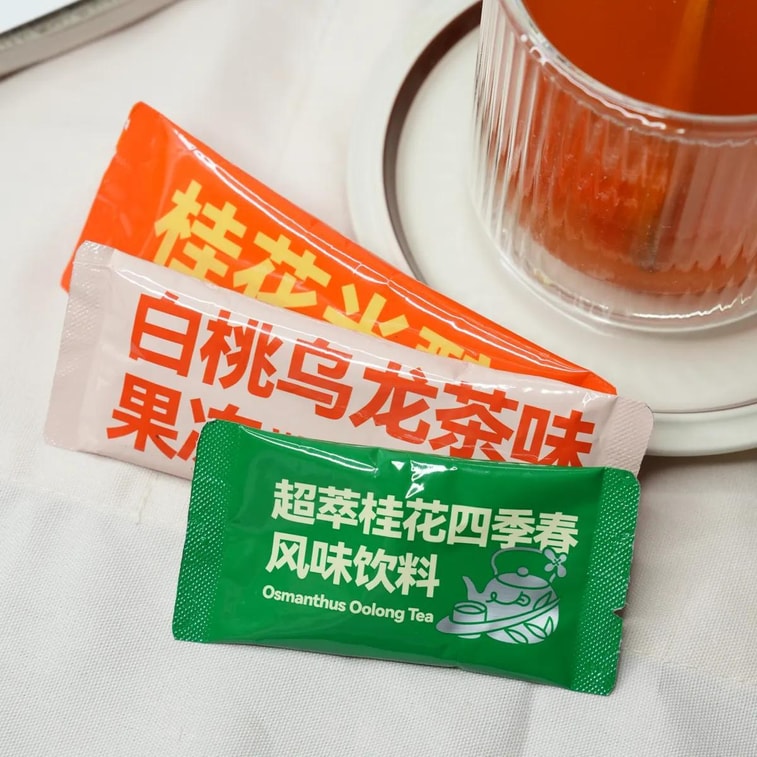 桂花米
白桃乌龙茶味
果冻
超萃桂花四季春
风味饮料
Osmanthus Oolong Tea